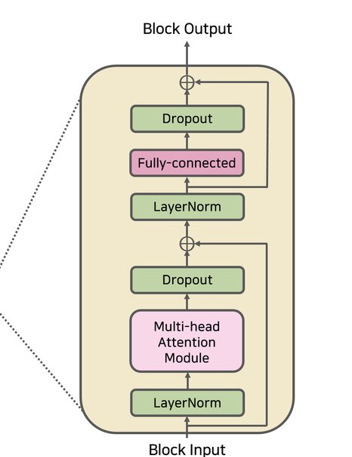 Block Output
Dropout
Fully-connected
LayerNorm
Dropout
Multi-head
Attention
Module
LayerNorm
Block Input